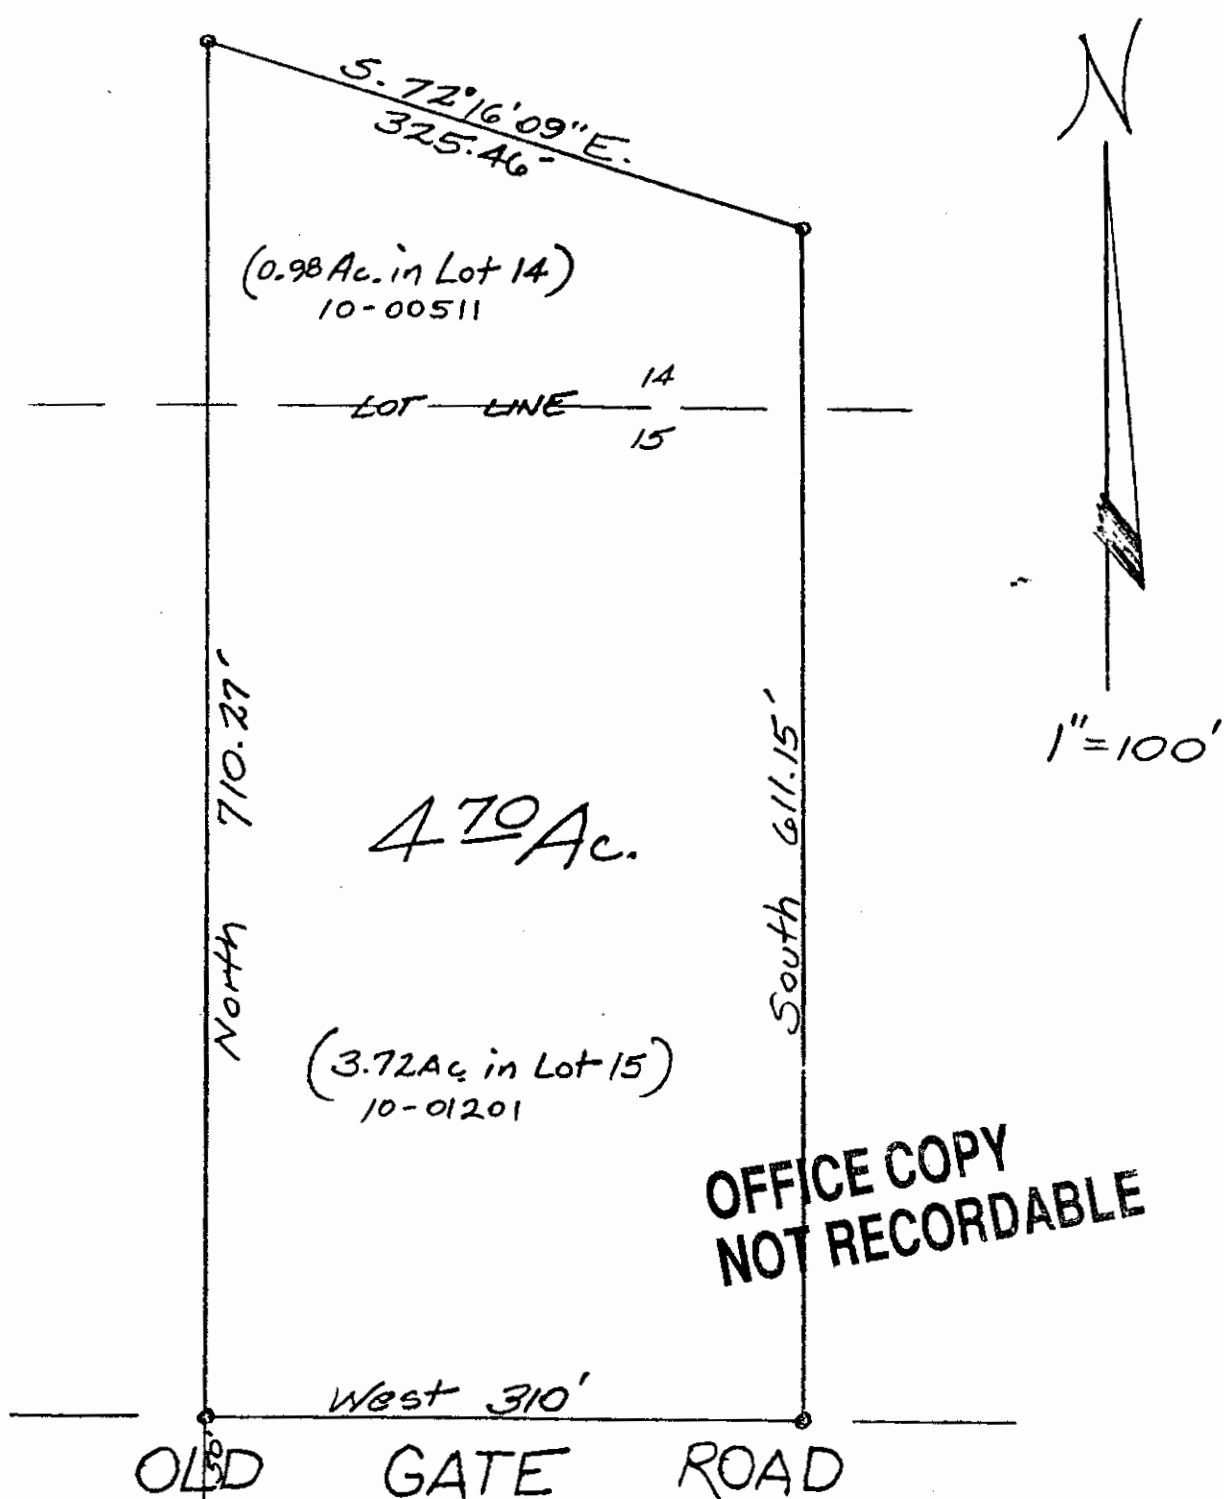 N
S. 72°16'09" E.
325.46'
(0.98 Ac. in Lot 14)
10-00511
14
LOT LINE
15
1"=100'
North 710.27'
South 611.15'
4 70 Ac.
(3.72 Ac. in Lot 15)
10-01201
OFFICE COPY
NOT RECORDABLE
West 310'
OLD GATE ROAD